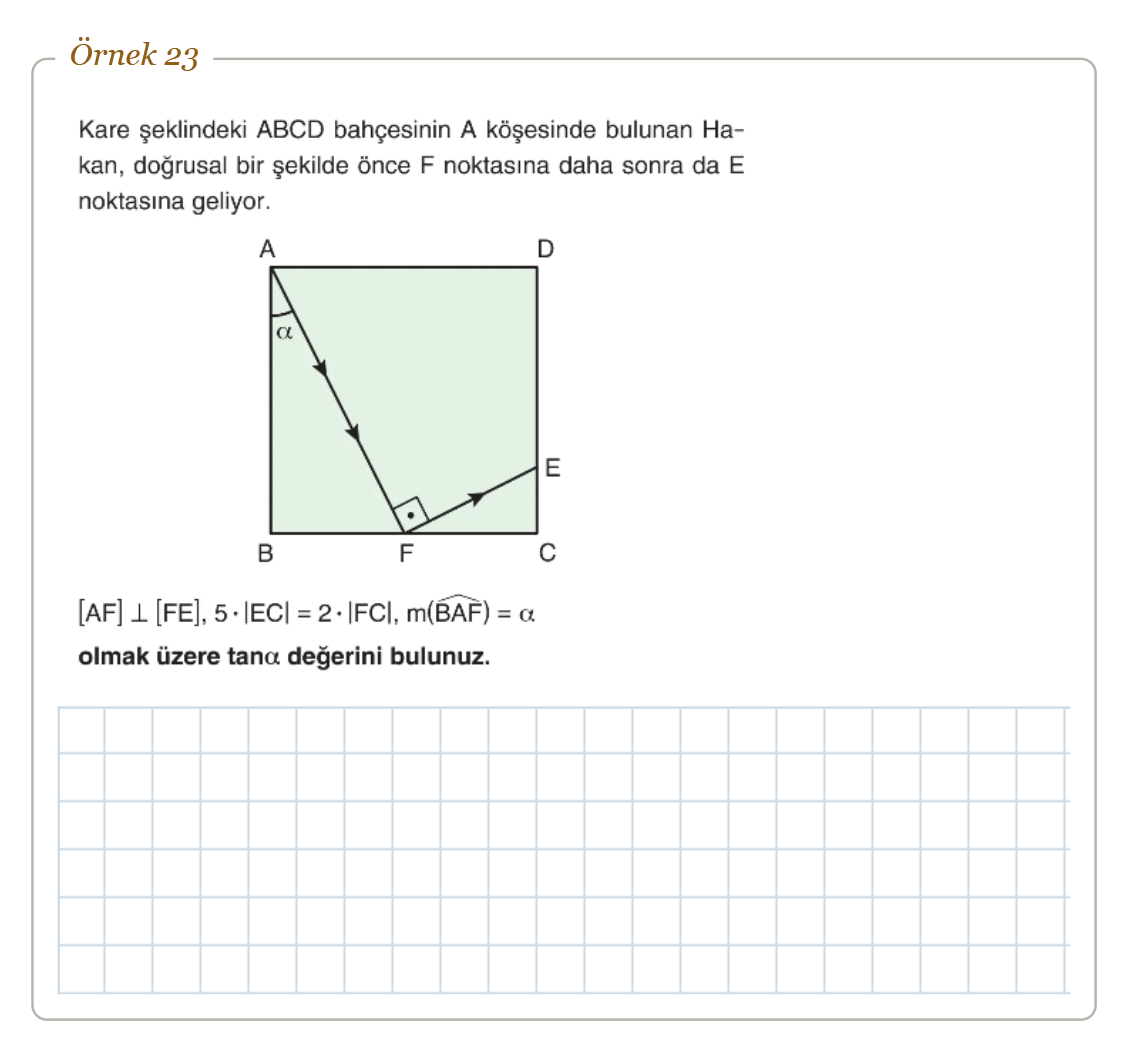 Örnek 23
Kare şeklindeki ABCD bahçesinin A köşesinde bulunan Ha-
kan, doğrusal bir şekilde önce F noktasına daha sonra da E
noktasına geliyor.
A
D
α
E
B
F
C
[AF] ⊥ [FE], 5·|EC| = 2·|FC|, m(BAF) = α
olmak üzere tanα değerini bulunuz.